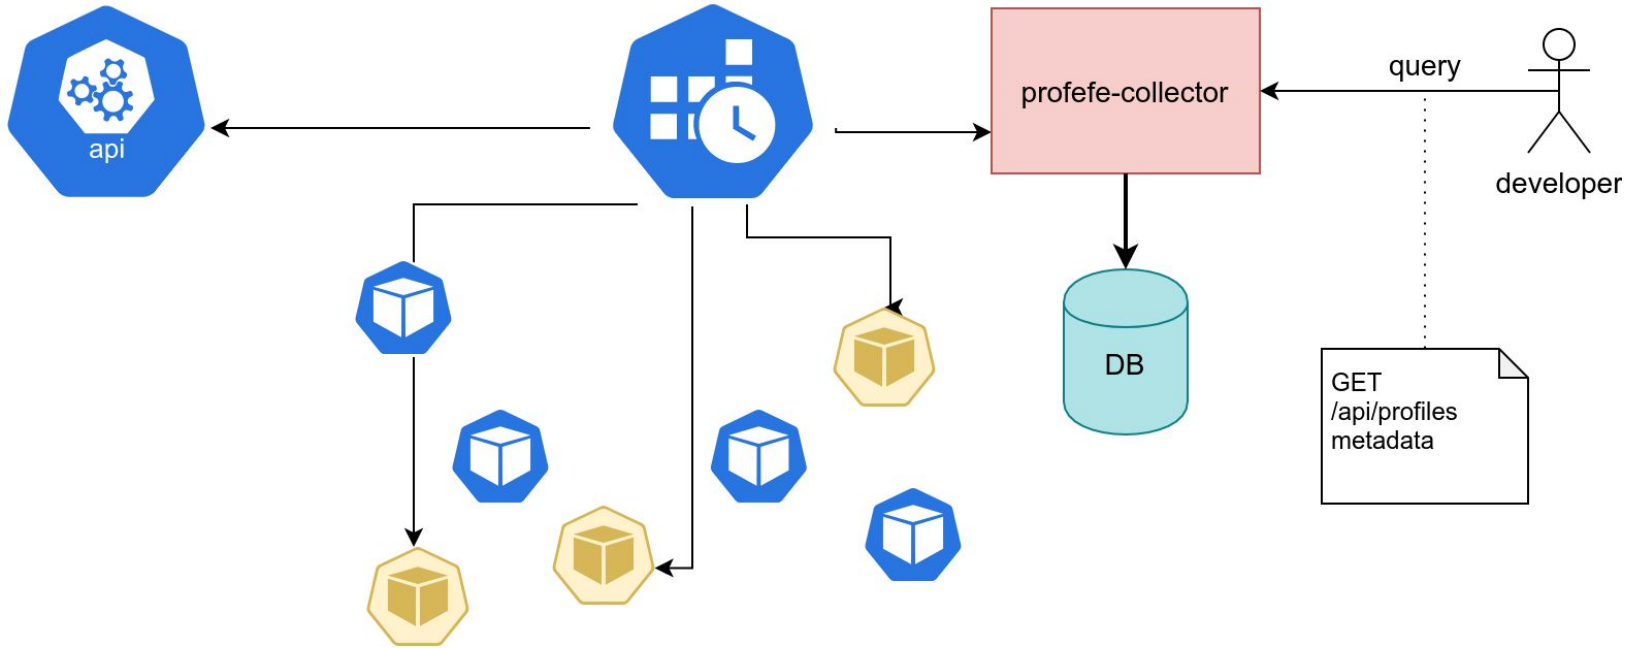 api
profefe-collector
query
developer
DB
GET
/api/profiles
metadata